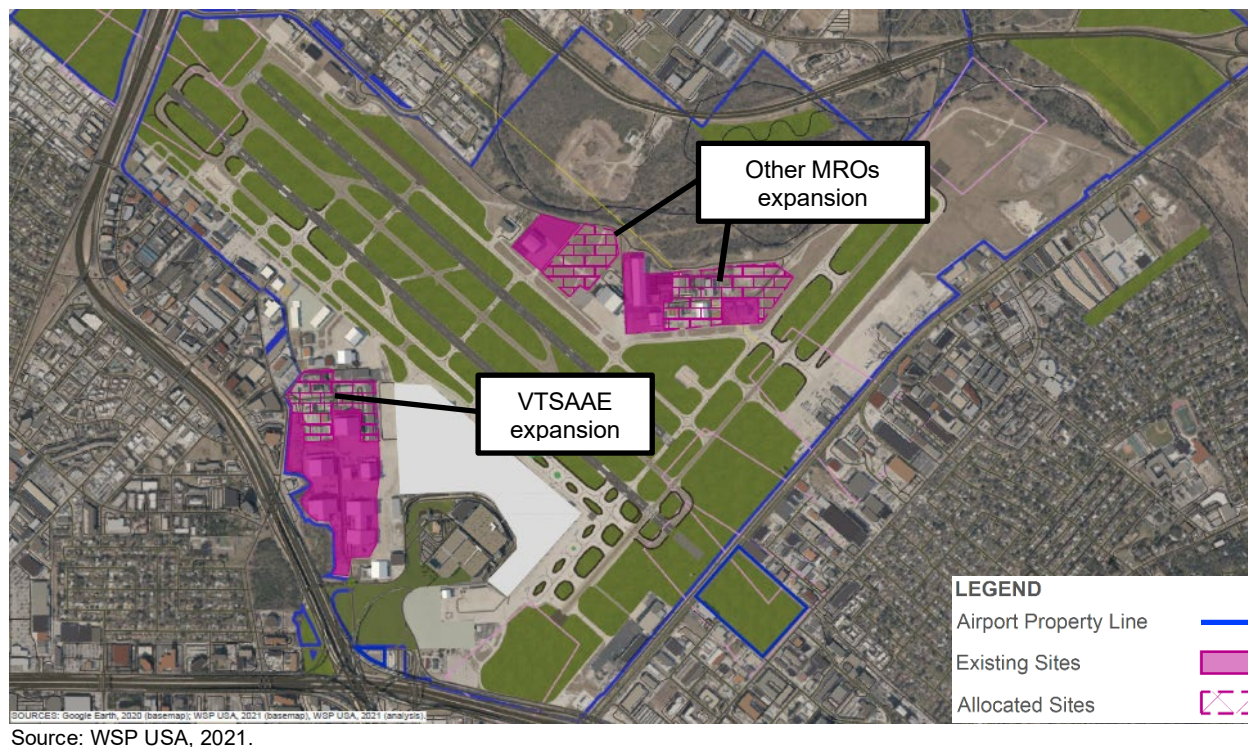 Other MROs
expansion
VTSAAE
expansion
LEGEND
Airport Property Line
Existing Sites
Allocated Sites
SOURCES: Google Earth, 2020 (basemap); WSP USA, 2021 (basemap), WSP USA, 2021 (analysis).
Source: WSP USA, 2021.